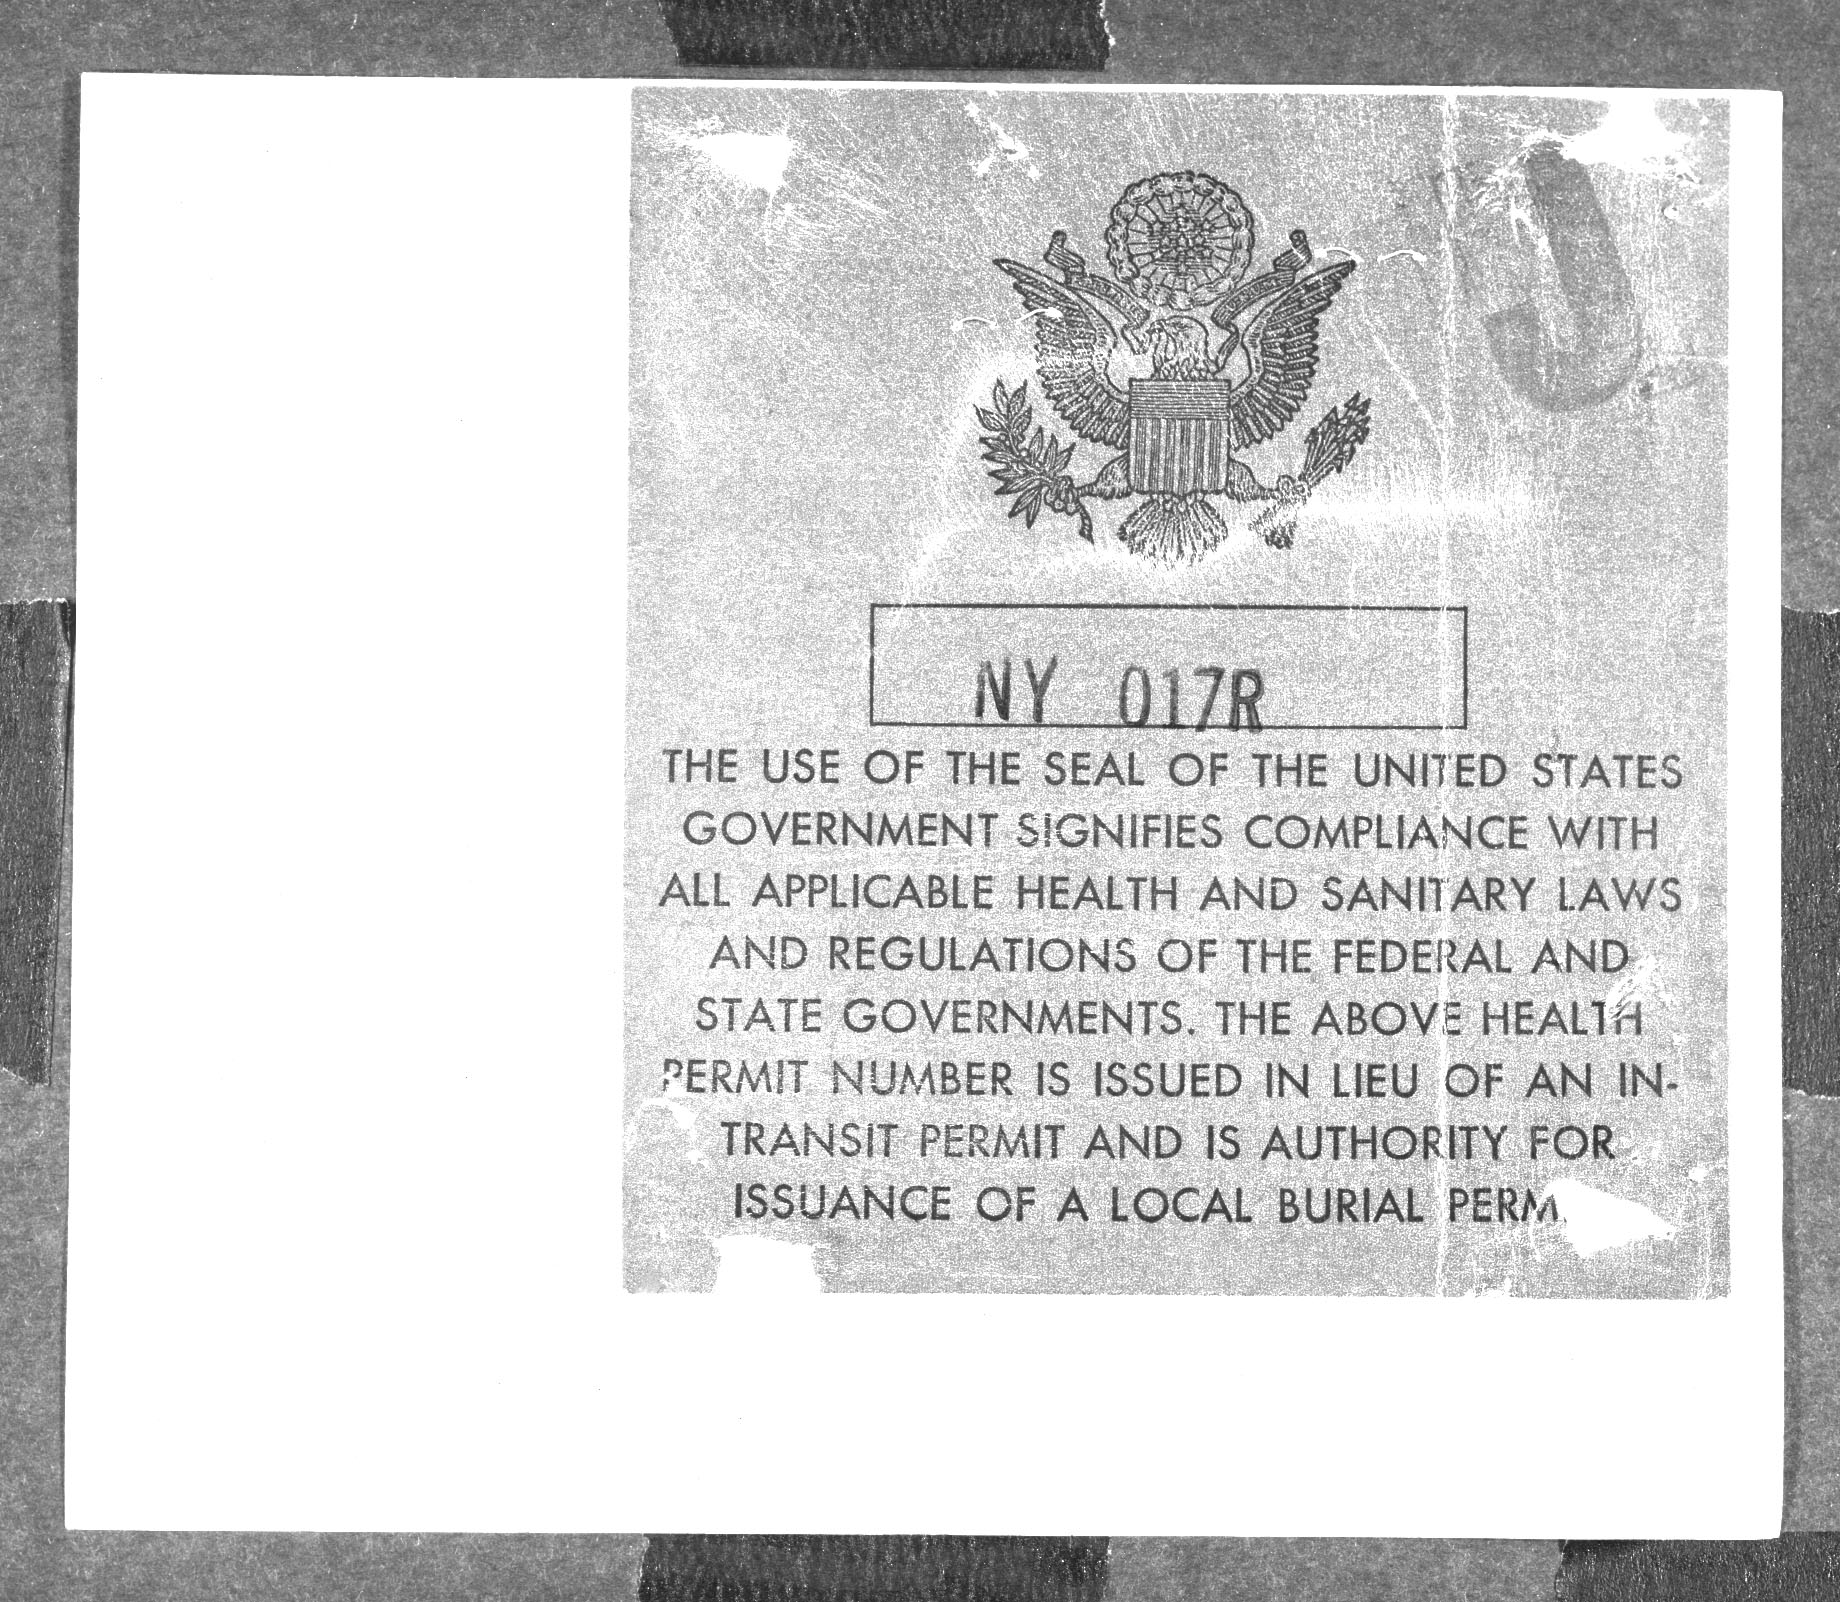 J
NY 017R
THE USE OF THE SEAL OF THE UNITED STATES
GOVERNMENT SIGNIFIES COMPLIANCE WITH
ALL APPLICABLE HEALTH AND SANITARY LAWS
AND REGULATIONS OF THE FEDERAL AND
STATE GOVERNMENTS. THE ABOVE HEALTH
PERMIT NUMBER IS ISSUED IN LIEU OF AN IN-
TRANSIT PERMIT AND IS AUTHORITY FOR
ISSUANCE OF A LOCAL BURIAL PERM